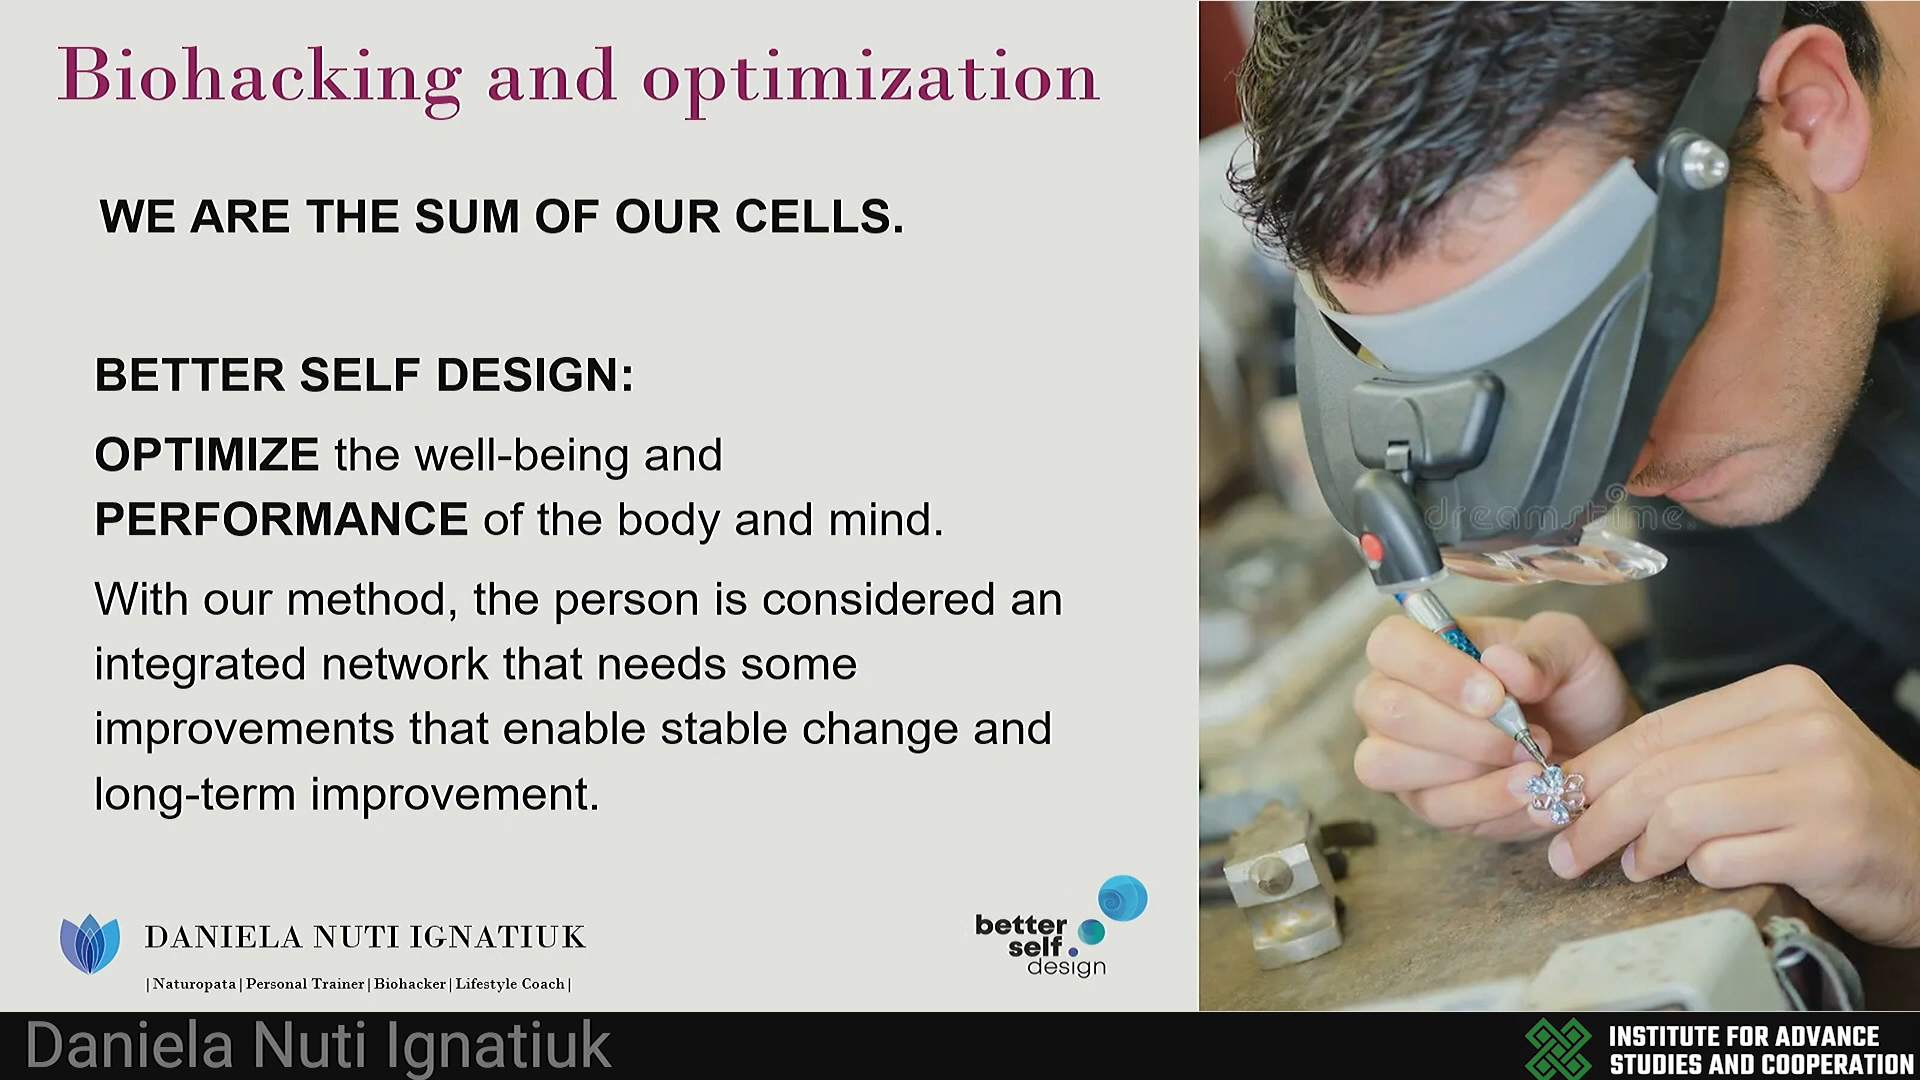 Biohacking and optimization
WE ARE THE SUM OF OUR CELLS.
BETTER SELF DESIGN:
OPTIMIZE the well-being and
PERFORMANCE of the body and mind.
With our method, the person is considered an
integrated network that needs some
improvements that enable stable change and
long-term improvement.
dreamstime.
DANIELA NUTI IGNATIUK
|Naturopata|Personal Trainer|Biohacker|Lifestyle Coach|
better
self.
design
Daniela Nuti Ignatiuk
INSTITUTE FOR ADVANCE
STUDIES AND COOPERATION